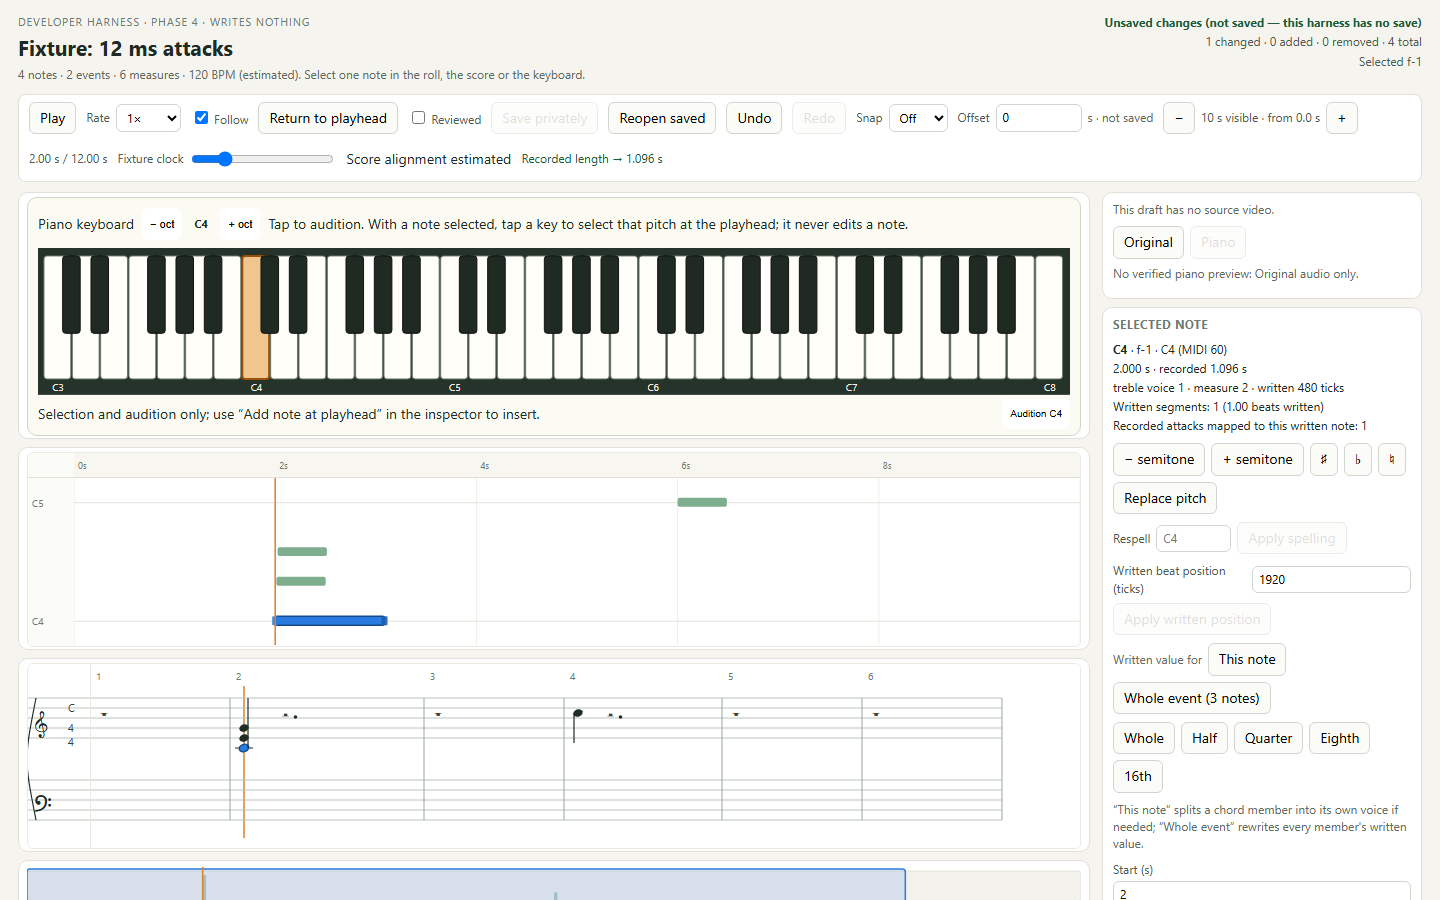 DEVELOPER HARNESS · PHASE 4 · WRITES NOTHING
Fixture: 12 ms attacks
4 notes · 2 events · 6 measures · 120 BPM (estimated). Select one note in the roll, the score or the keyboard.
Unsaved changes (not saved — this harness has no save)
1 changed · 0 added · 0 removed · 4 total
Selected f-1
Play Rate 1× Follow Return to playhead Reviewed Save privately Reopen saved Undo Redo Snap Off Offset 0 s · not saved − 10 s visible · from 0.0 s +
2.00 s / 12.00 s Fixture clock Score alignment estimated Recorded length → 1.096 s
Piano keyboard − oct C4 + oct Tap to audition. With a note selected, tap a key to select that pitch at the playhead; it never edits a note.
C3 C4 C5 C6 C7 C8
Selection and audition only; use “Add note at playhead” in the inspector to insert. Audition C4
0s 2s 4s 6s 8s
C5
C4
1 2 3 4 5 6
C
4
4
This draft has no source video.
Original Piano
No verified piano preview: Original audio only.
SELECTED NOTE
C4 · f-1 · C4 (MIDI 60)
2.000 s · recorded 1.096 s
treble voice 1 · measure 2 · written 480 ticks
Written segments: 1 (1.00 beats written)
Recorded attacks mapped to this written note: 1
− semitone + semitone ♯ ♭ ♮
Replace pitch
Respell C4 Apply spelling
Written beat position (ticks) 1920
Apply written position
Written value for This note
Whole event (3 notes)
Whole Half Quarter Eighth
16th
“This note” splits a chord member into its own voice if
needed; “Whole event” rewrites every member's written
value.
Start (s)
2